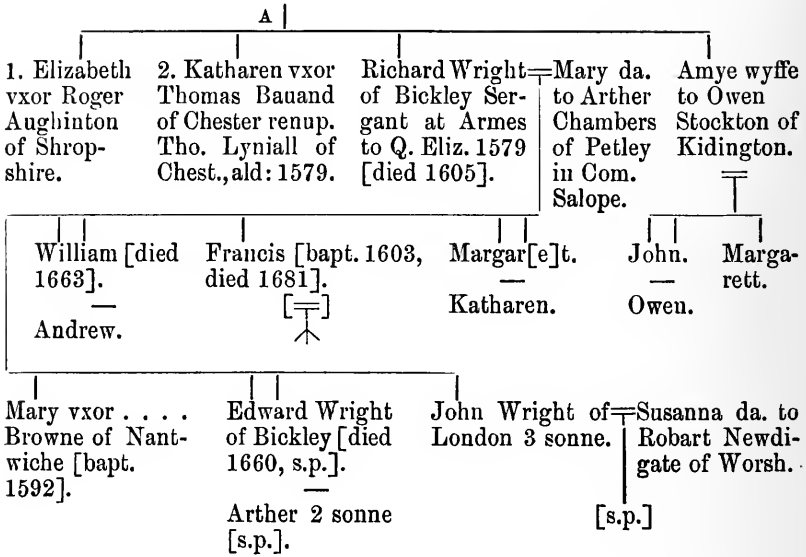 A
1. Elizabeth
vxor Roger
Aughinton
of Shrop-
shire.
2. Katharen vxor
Thomas Bauand
of Chester renup.
Tho. Lyniall of
Chest., ald: 1579.
Richard Wright
of Bickley Ser-
gant at Armes
to Q. Eliz. 1579
[died 1605].
Mary da.
to Arther
Chambers
of Petley
in Com.
Salope.
Amye wyffe
to Owen
Stockton of
Kidington.
William [died
1663].
—
Andrew.
Francis [bapt. 1603,
died 1681].
Margar[e]t.
—
Katharen.
John.
—
Owen.
Marga-
rett.
Mary vxor . . . .
Browne of Nant-
wiche [bapt.
1592].
Edward Wright
of Bickley [died
1660, s.p.].
—
Arther 2 sonne
[s.p.].
John Wright of
London 3 sonne.
Susanna da. to
Robart Newdi-
gate of Worsh.
[s.p.]